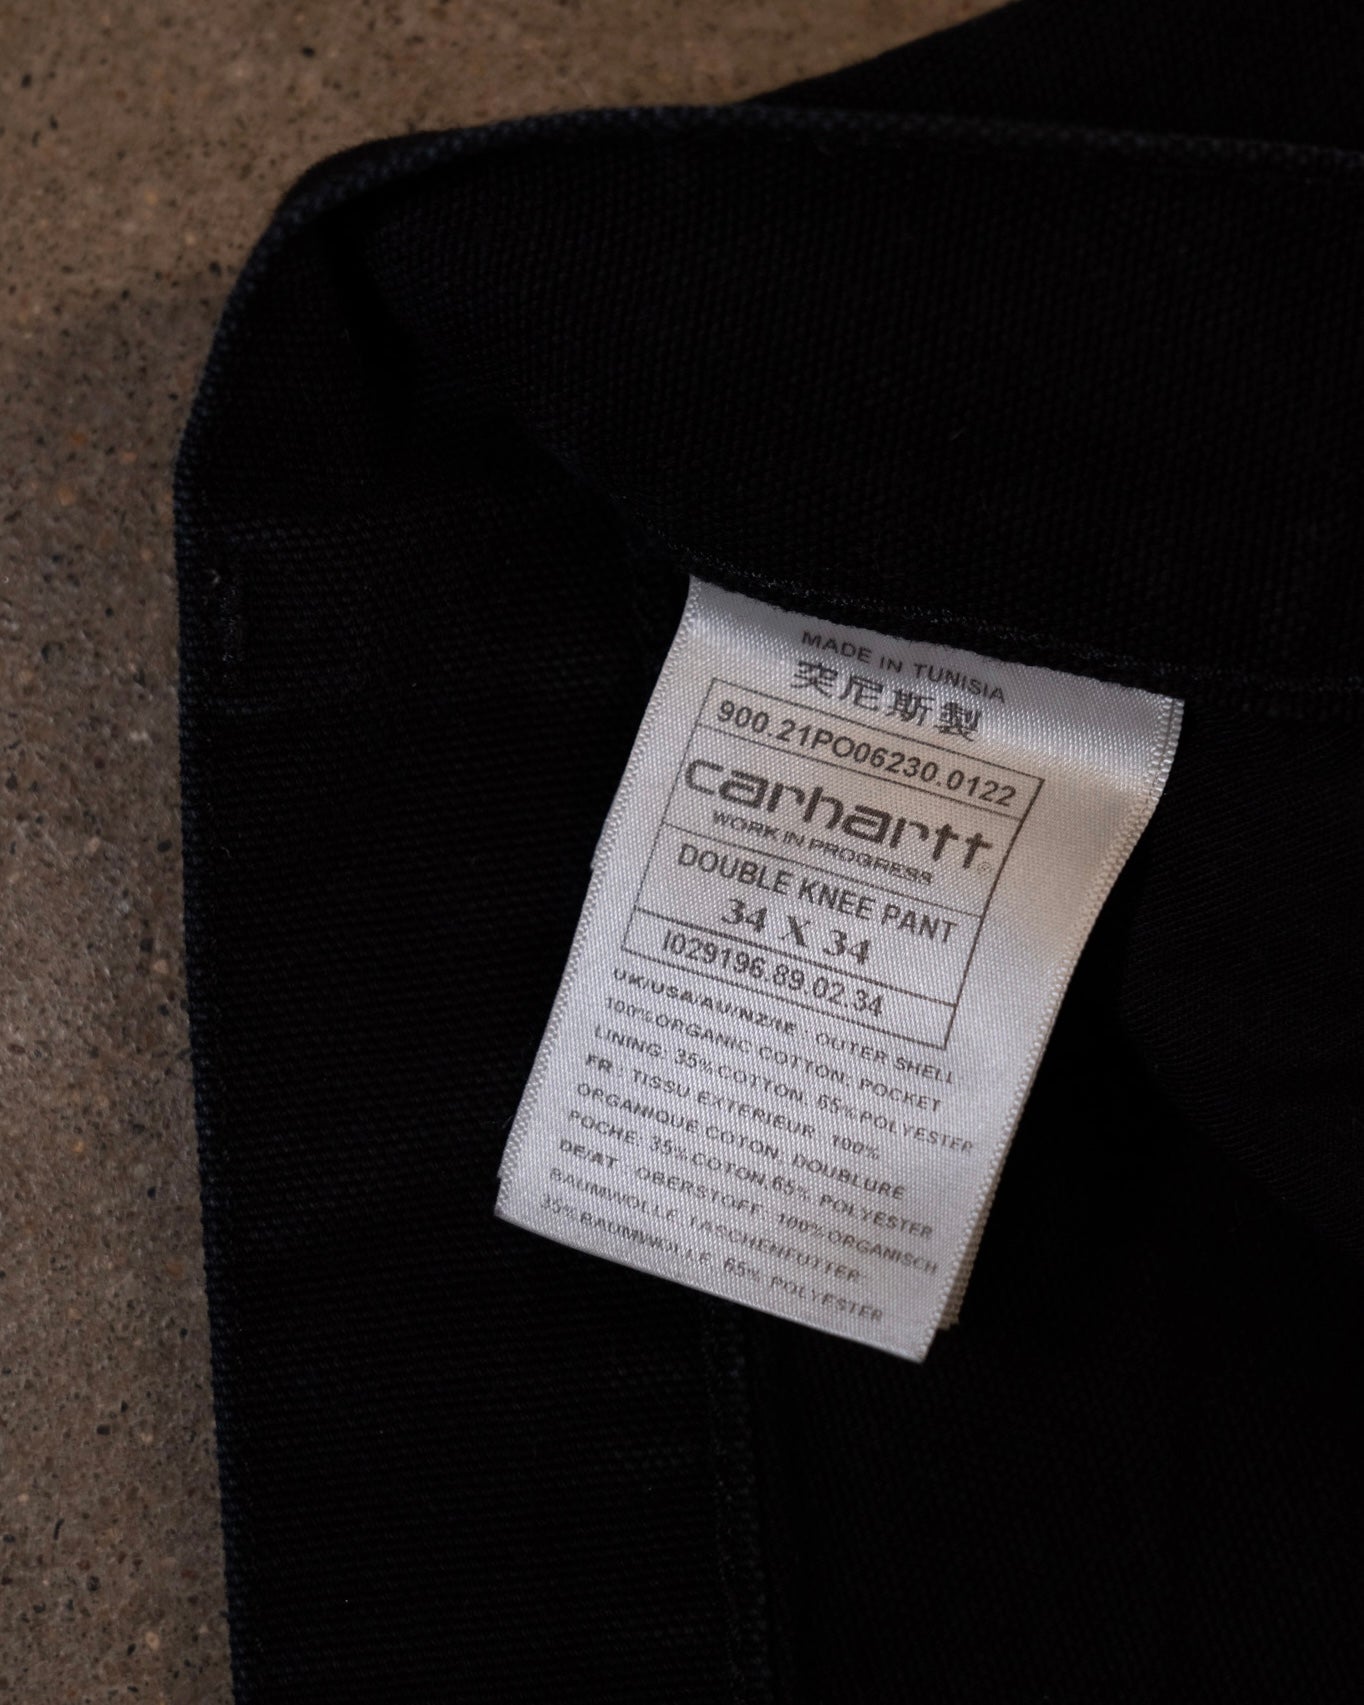 MADE IN TUNISIA
突尼斯製
900.21PO06230.0122
carhartt
WORK IN PROGRESS
DOUBLE KNEE PANT
34 X 34
I029196.89.02.34
UK/USA/AU/NZ/IE : OUTER SHELL:
100%ORGANIC COTTON; POCKET
LINING: 35%COTTON. 65%POLYESTER
FR : TISSU EXTERIEUR: 100%
ORGANIQUE COTON, DOUBLURE
POCHE: 35%COTON,65% POLYESTER
DE/AT : OBERSTOFF: 100%ORGANISCH
BAUMWOLLE,TASCHENFUTTER:
35%BAUMWOLLE, 65% POLYESTER